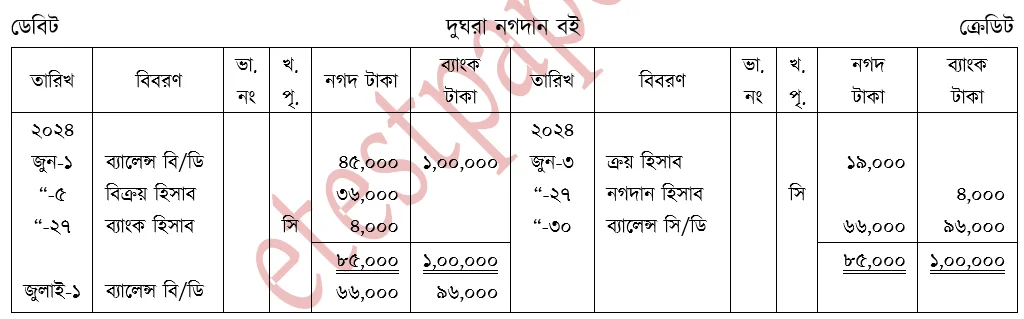 ডেবিট দুঘরা নগদান বই ক্রেডিট
তারিখ বিবরণ ভা. নং খ. পৃ. নগদ টাকা ব্যাংক টাকা তারিখ বিবরণ ভা. নং খ. পৃ. নগদ টাকা ব্যাংক টাকা
২০২৪ ২০২৪
জুন-১ ব্যালেন্স বি/ডি ৪৫,০০০ ১,০০,০০০ জুন-৩ ক্রয় হিসাব ১৯,০০০
“-৫ বিক্রয় হিসাব ৩৬,০০০ “-২৭ নগদান হিসাব সি ৪,০০০
“-২৭ ব্যাংক হিসাব সি ৪,০০০ “-৩০ ব্যালেন্স সি/ডি ৬৬,০০০ ৯৬,০০০
৮৫,০০০ ১,০০,০০০ ৮৫,০০০ ১,০০,০০০
জুলাই-১ ব্যালেন্স বি/ডি ৬৬,০০০ ৯৬,০০০
etestpape